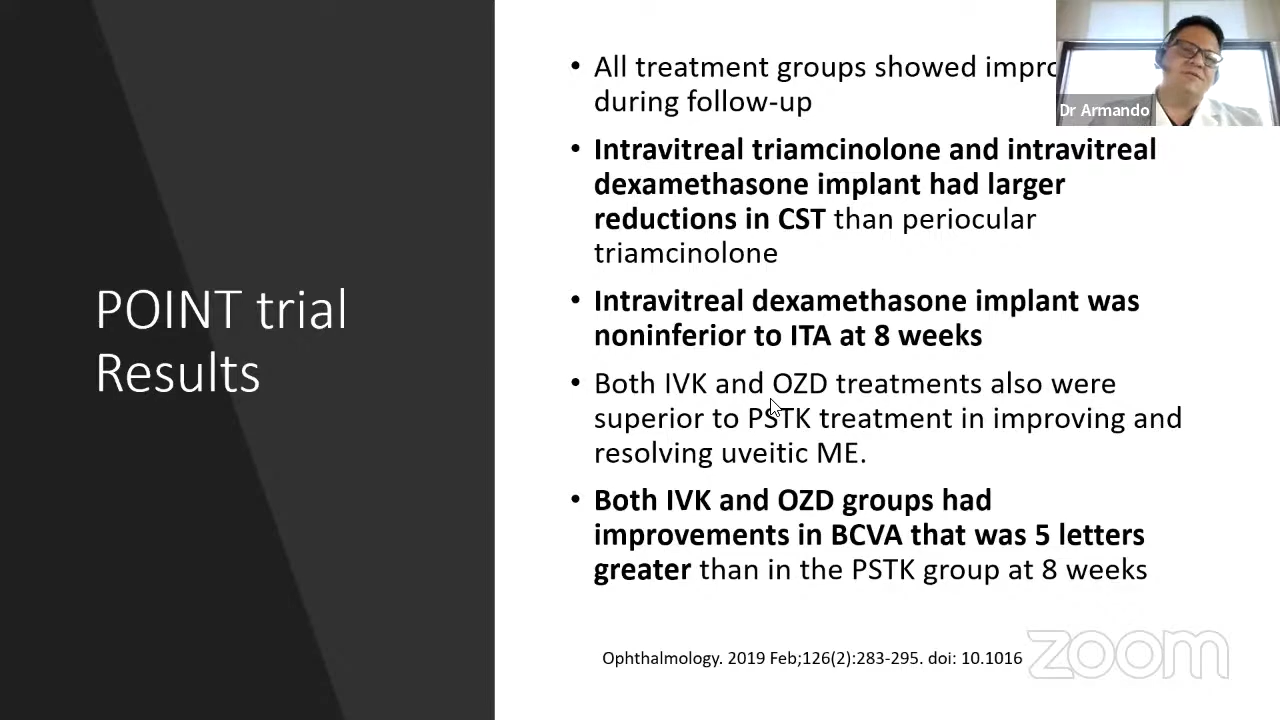 POINT trial
Results
• All treatment groups showed
during follow-up
• Intravitreal triamcinolone and intravitreal
dexamethasone implant had larger
reductions in CST than periocular
triamcinolone
• Intravitreal dexamethasone implant was
noninferior to ITA at 8 weeks
• Both IVK and OZD treatments also were
superior to PSTK treatment in improving and
resolving uveitic ME.
• Both IVK and OZD groups had
improvements in BCVA that was 5 letters
greater than in the PSTK group at 8 weeks
Ophthalmology. 2019 Feb;126(2):283-295. doi: 10.1016
Dr Armando
zoom